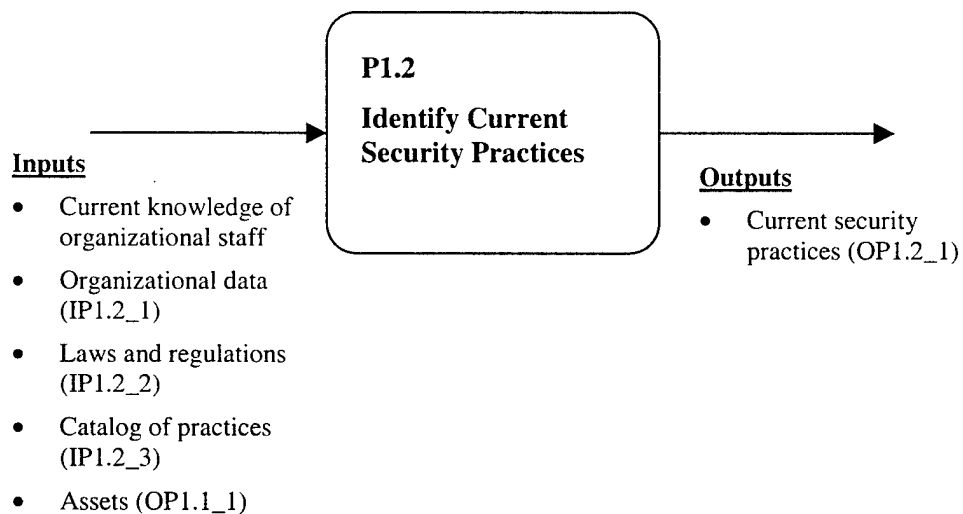 P1.2
Identify Current
Security Practices
Inputs
• Current knowledge of
organizational staff
• Organizational data
(IP1.2_1)
• Laws and regulations
(IP1.2_2)
• Catalog of practices
(IP1.2_3)
• Assets (OP1.1_1)
Outputs
• Current security
practices (OP1.2_1)